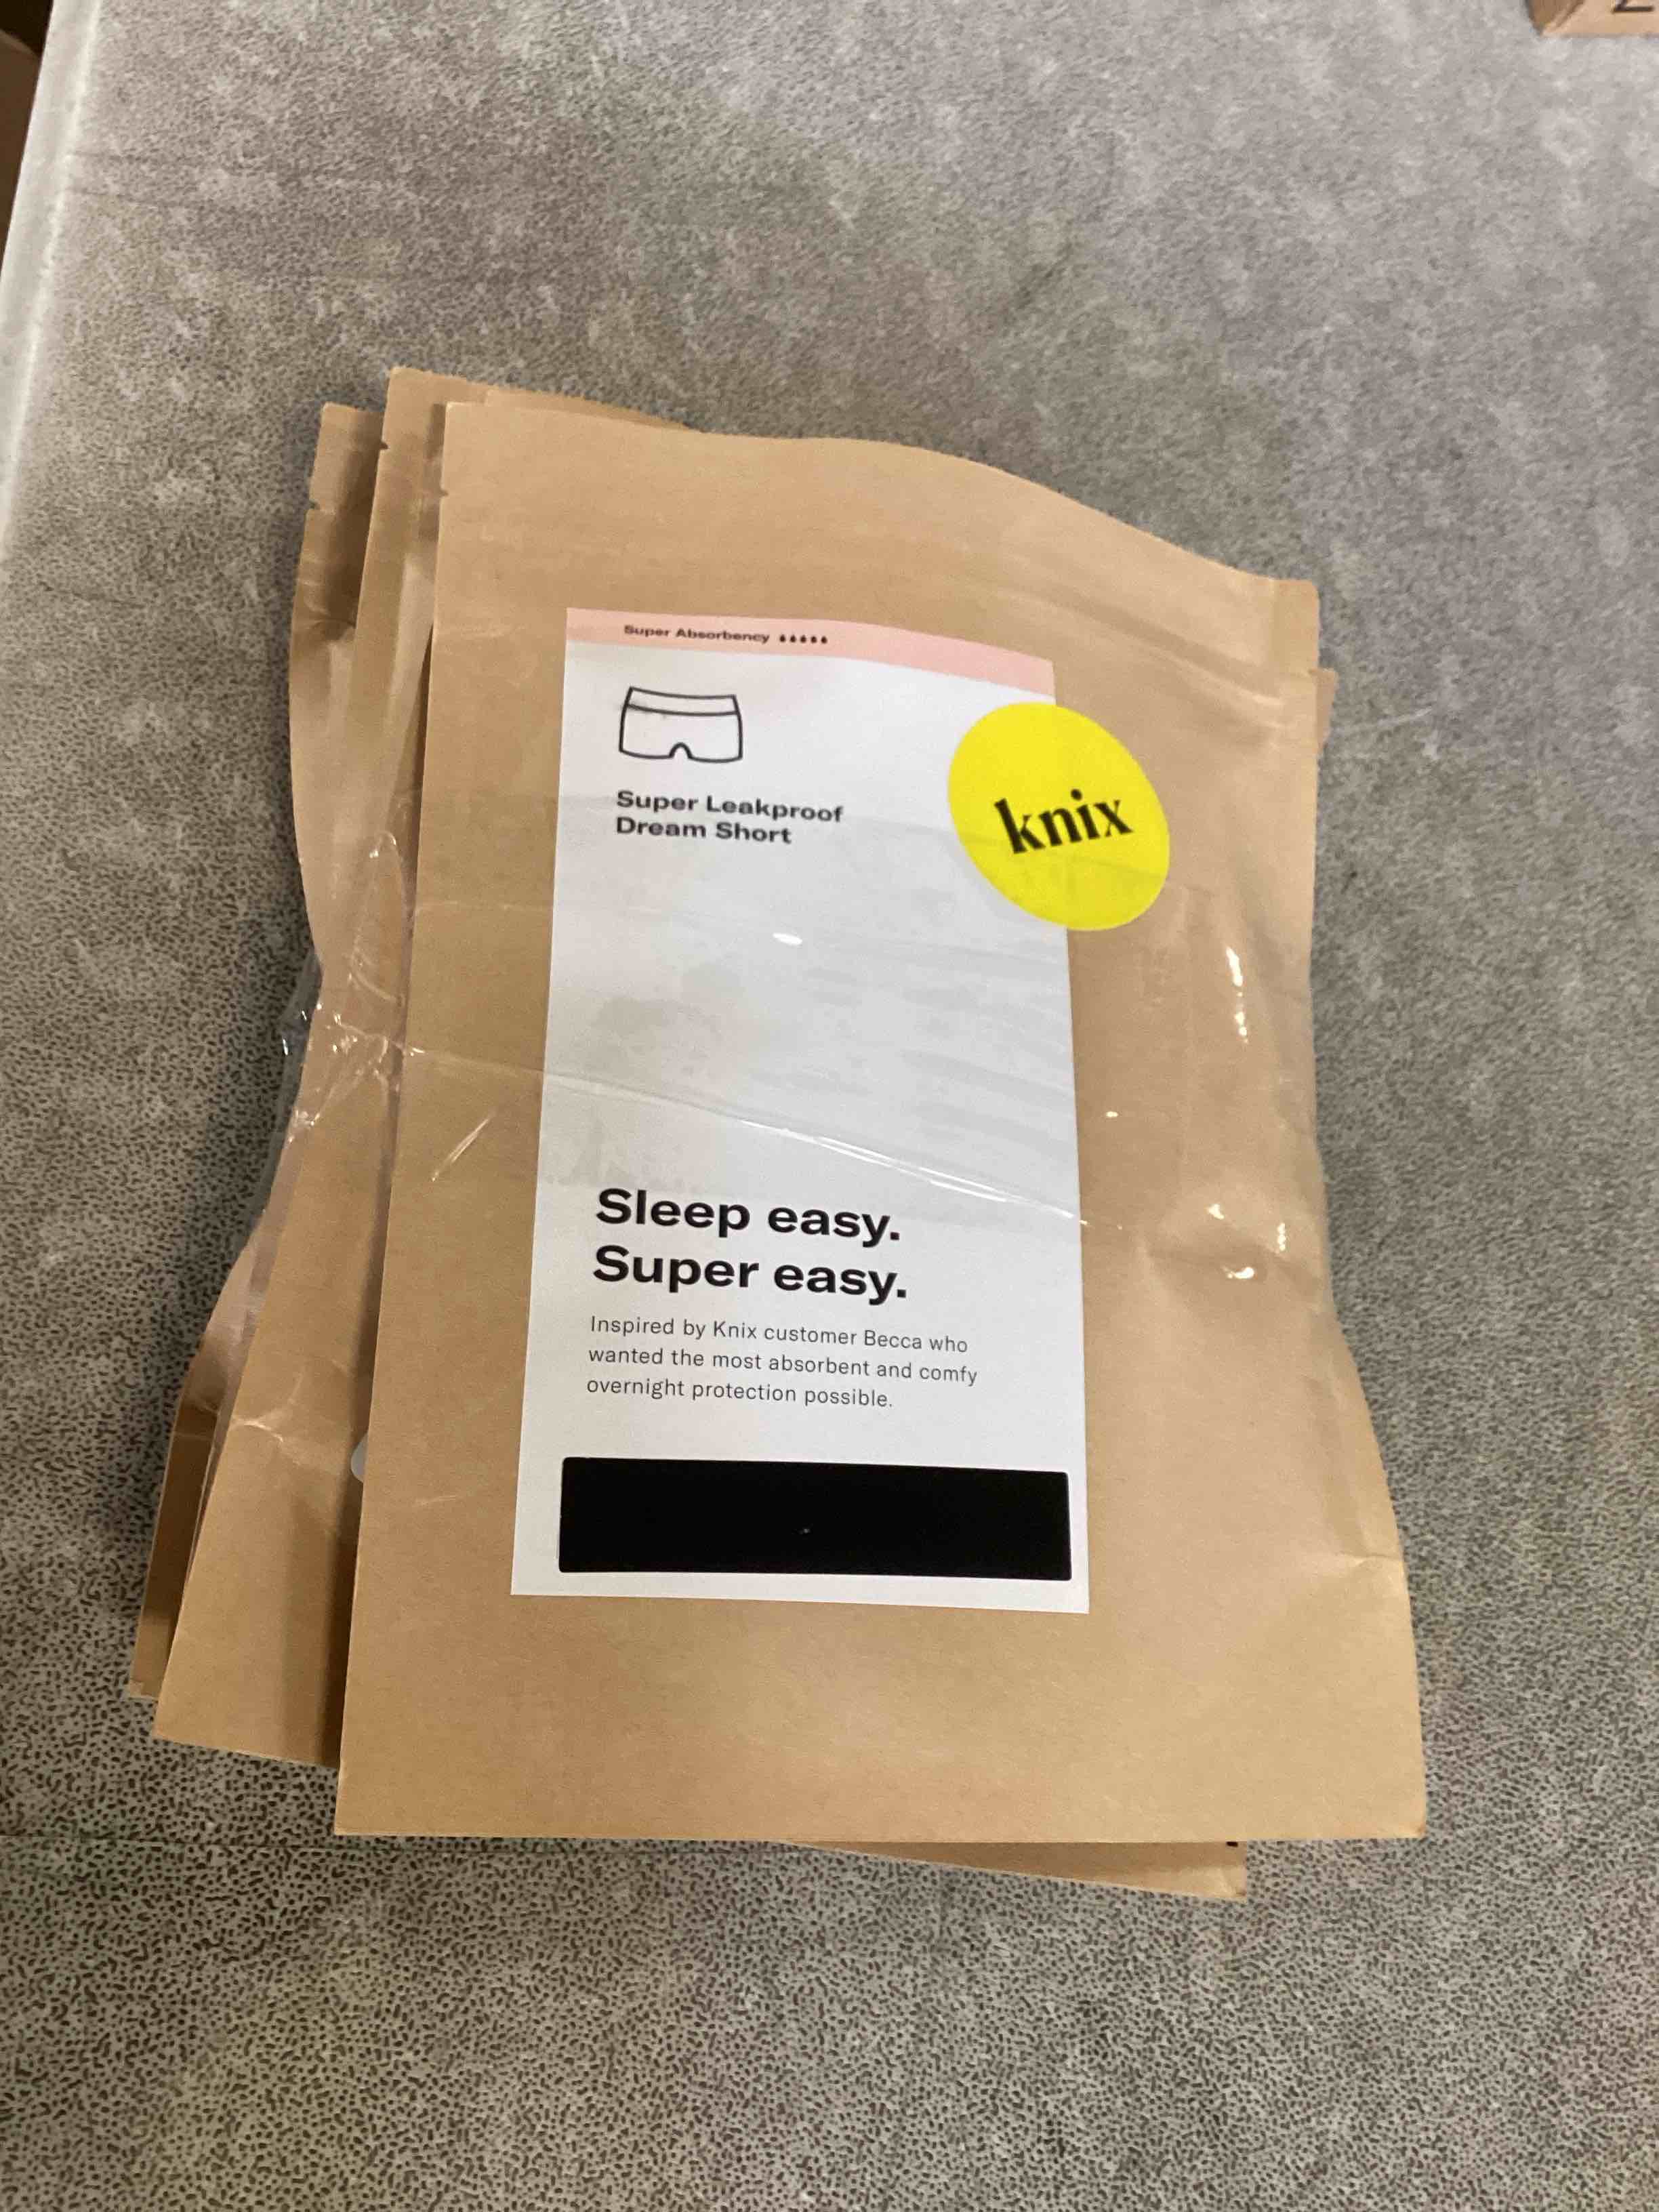 Super Absorbency
Super Leakproof
Dream Short
knix
Sleep easy.
Super easy.
Inspired by Knix customer Becca who
wanted the most absorbent and comfy
overnight protection possible.